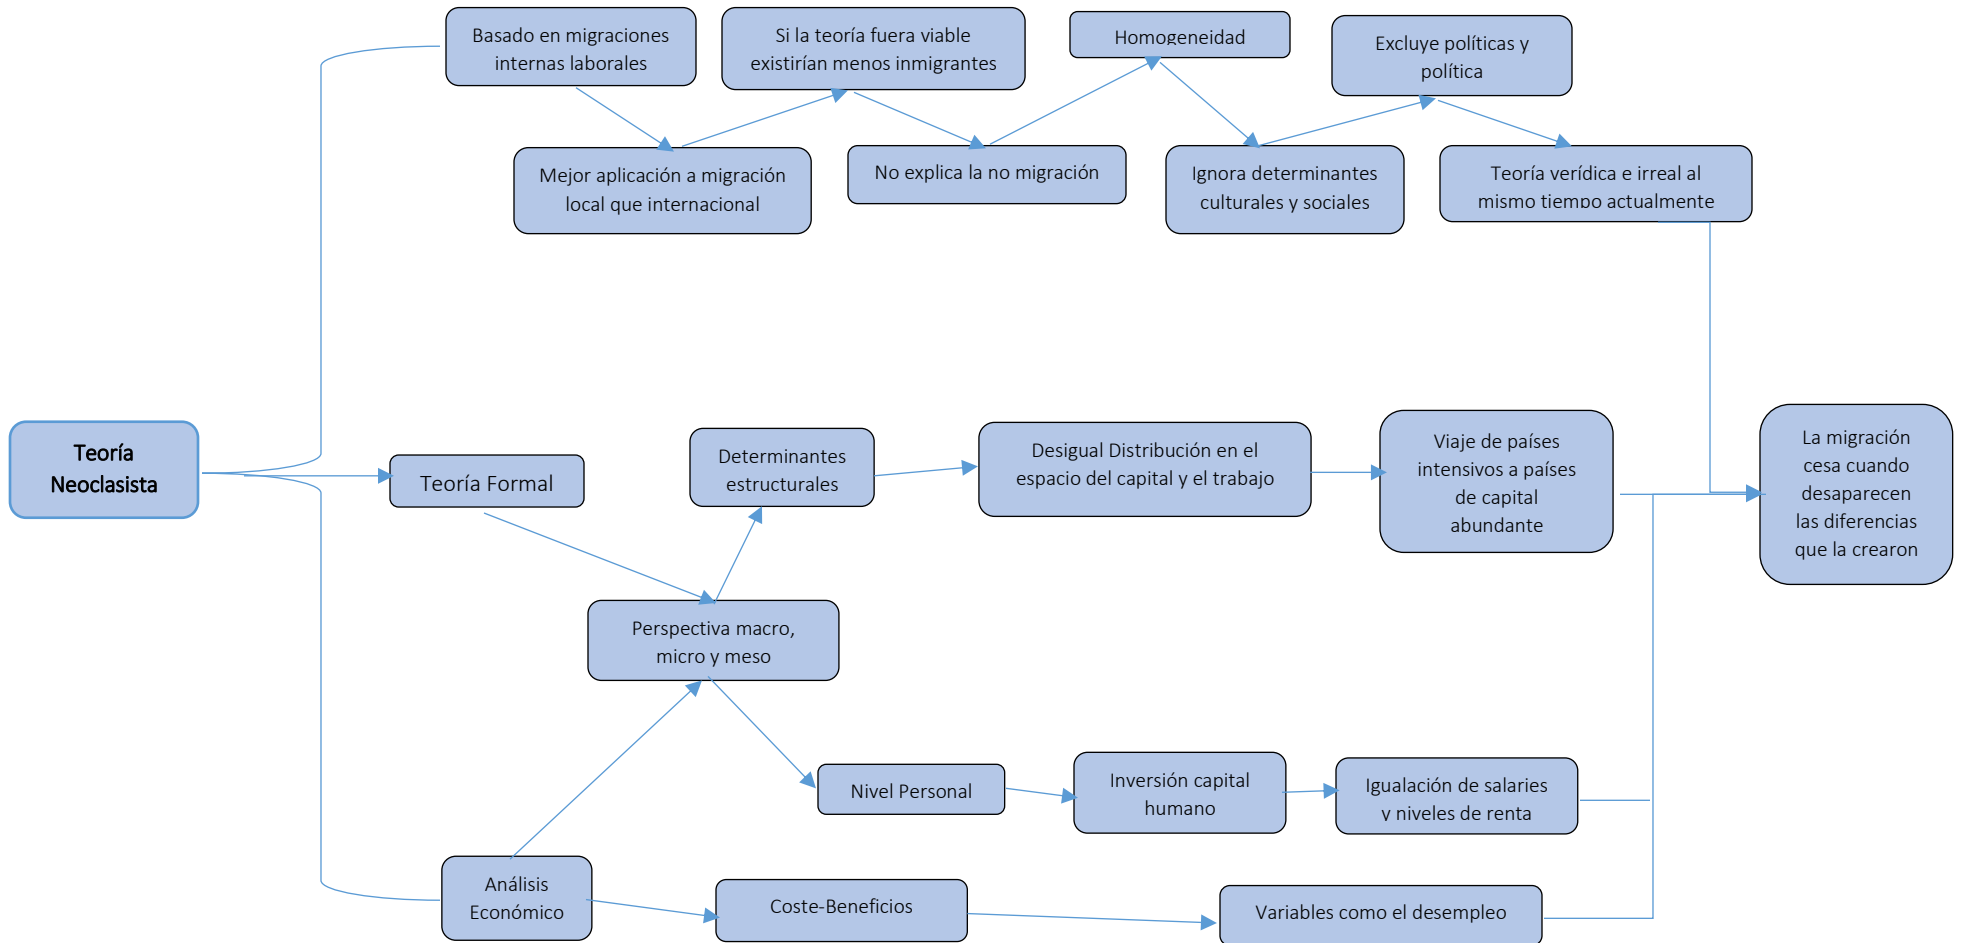 Basado en migraciones
internas laborales
Si la teoría fuera viable
existirían menos inmigrantes
Homogeneidad
Excluye políticas y
política
Mejor aplicación a migración
local que internacional
No explica la no migración
Ignora determinantes
culturales y sociales
Teoría verídica e irreal al
mismo tiempo actualmente
Teoría
Neoclasista
Teoría Formal
Determinantes
estructurales
Desigual Distribución en el
espacio del capital y el trabajo
Viaje de países
intensivos a países
de capital
abundante
La migración
cesa cuando
desaparecen
las diferencias
que la crearon
Perspectiva macro,
micro y meso
Nivel Personal
Inversión capital
humano
Igualación de salaries
y niveles de renta
Análisis
Económico
Coste-Beneficios
Variables como el desempleo